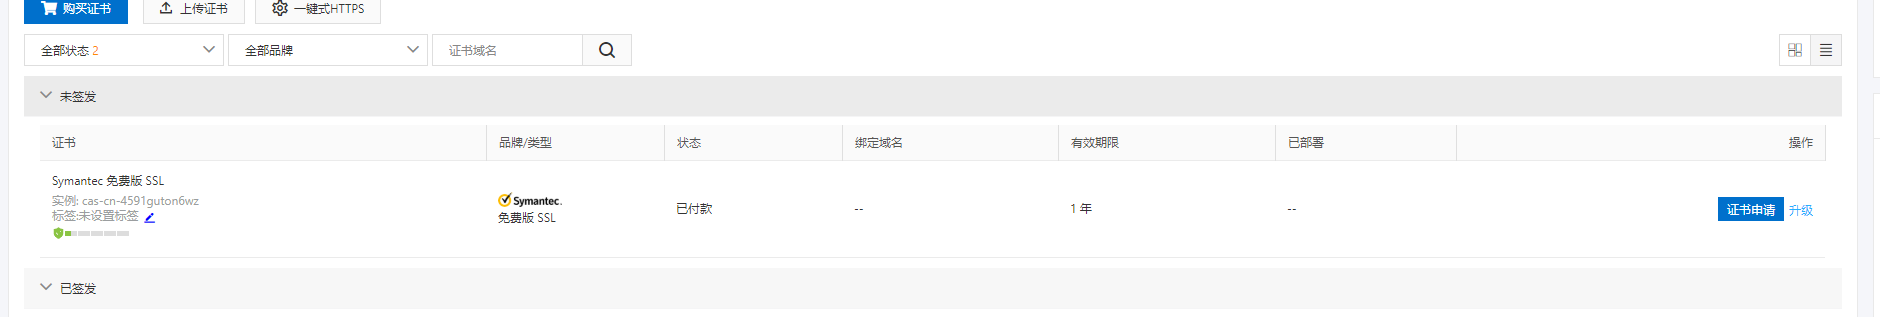 购买证书 上传证书 一键式HTTPS
全部状态 2 全部品牌 证书域名
未签发
证书 品牌/类型 状态 绑定域名 有效期限 已部署 操作
Symantec 免费版 SSL
实例: cas-cn-4591guton6wz
标签:未设置标签
Symantec.
免费版 SSL
已付款 -- 1 年 -- 证书申请 升级
已签发